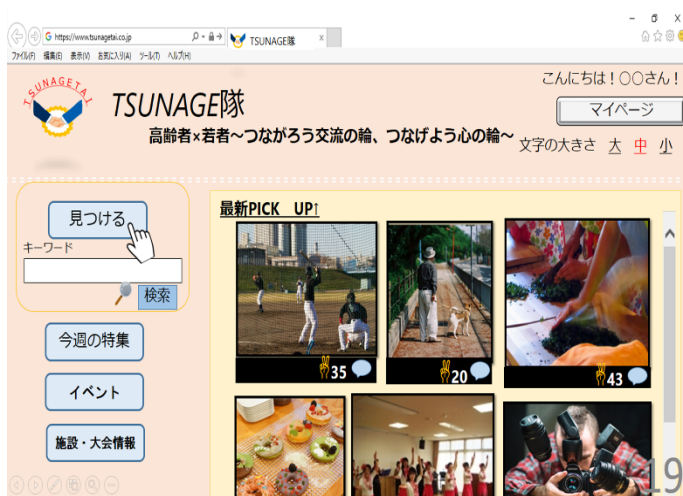 https://www.tsunagetai.co.jp
TSUNAGE隊
ファイル(F) 編集(E) 表示(V) お気に入り(A) ツール(T) ヘルプ(H)
TSUNAGETAI
こんにちは！○○さん！
マイページ
TSUNAGE隊
高齢者×若者～つながろう交流の輪、つなげよう心の輪～
文字の大きさ 大 中 小
見つける
キーワード
検索
今週の特集
イベント
施設・大会情報
最新PICK UP↑
35
20
43
19